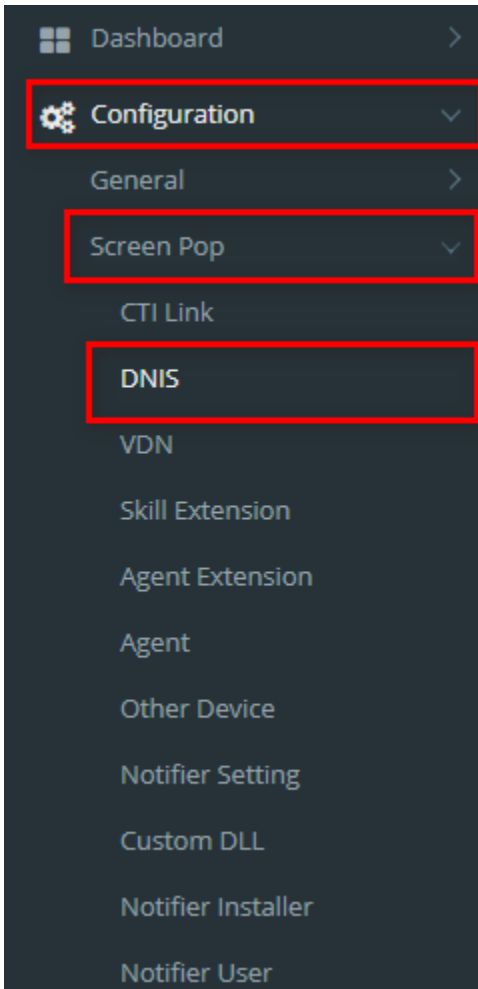 Dashboard
Configuration
General
Screen Pop
CTI Link
DNIS
VDN
Skill Extension
Agent Extension
Agent
Other Device
Notifier Setting
Custom DLL
Notifier Installer
Notifier User